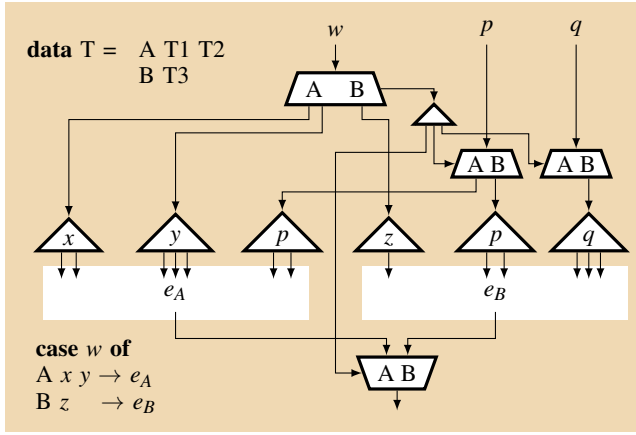 w p q
data T = A T1 T2
B T3
A B
A B A B
x y p z p q
e_A e_B
case w of
A x y → e_A
A B
B z → e_B